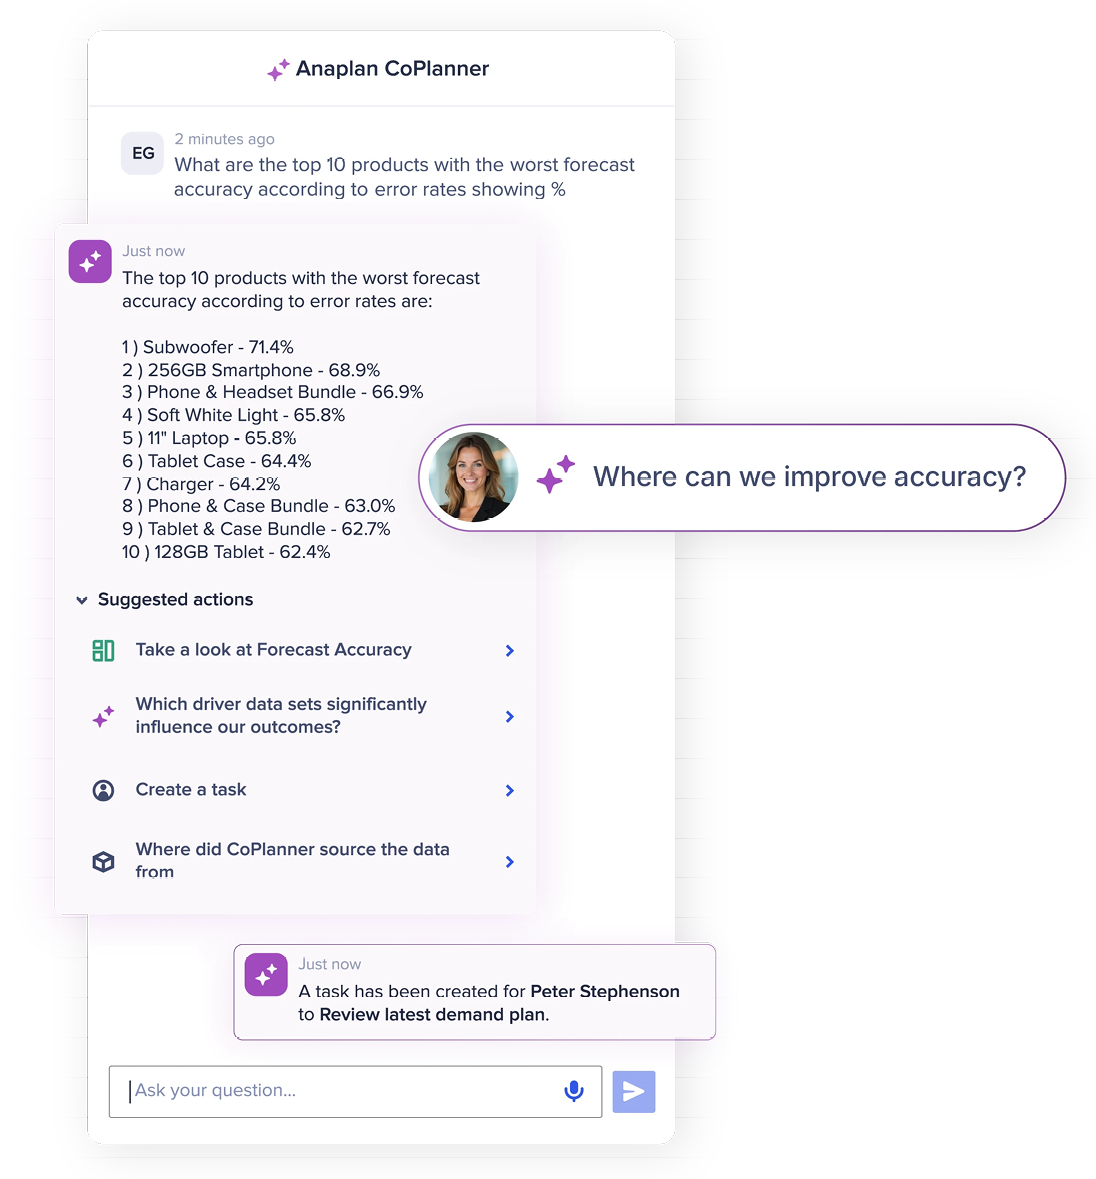 Anaplan CoPlanner
EG
2 minutes ago
What are the top 10 products with the worst forecast
accuracy according to error rates showing %
Just now
The top 10 products with the worst forecast
accuracy according to error rates are:
1 ) Subwoofer - 71.4%
2 ) 256GB Smartphone - 68.9%
3 ) Phone & Headset Bundle - 66.9%
4 ) Soft White Light - 65.8%
5 ) 11" Laptop - 65.8%
6 ) Tablet Case - 64.4%
7 ) Charger - 64.2%
8 ) Phone & Case Bundle - 63.0%
9 ) Tablet & Case Bundle - 62.7%
10 ) 128GB Tablet - 62.4%
Where can we improve accuracy?
Suggested actions
Take a look at Forecast Accuracy
Which driver data sets significantly
influence our outcomes?
Create a task
Where did CoPlanner source the data
from
Just now
A task has been created for Peter Stephenson
to Review latest demand plan.
Ask your question...